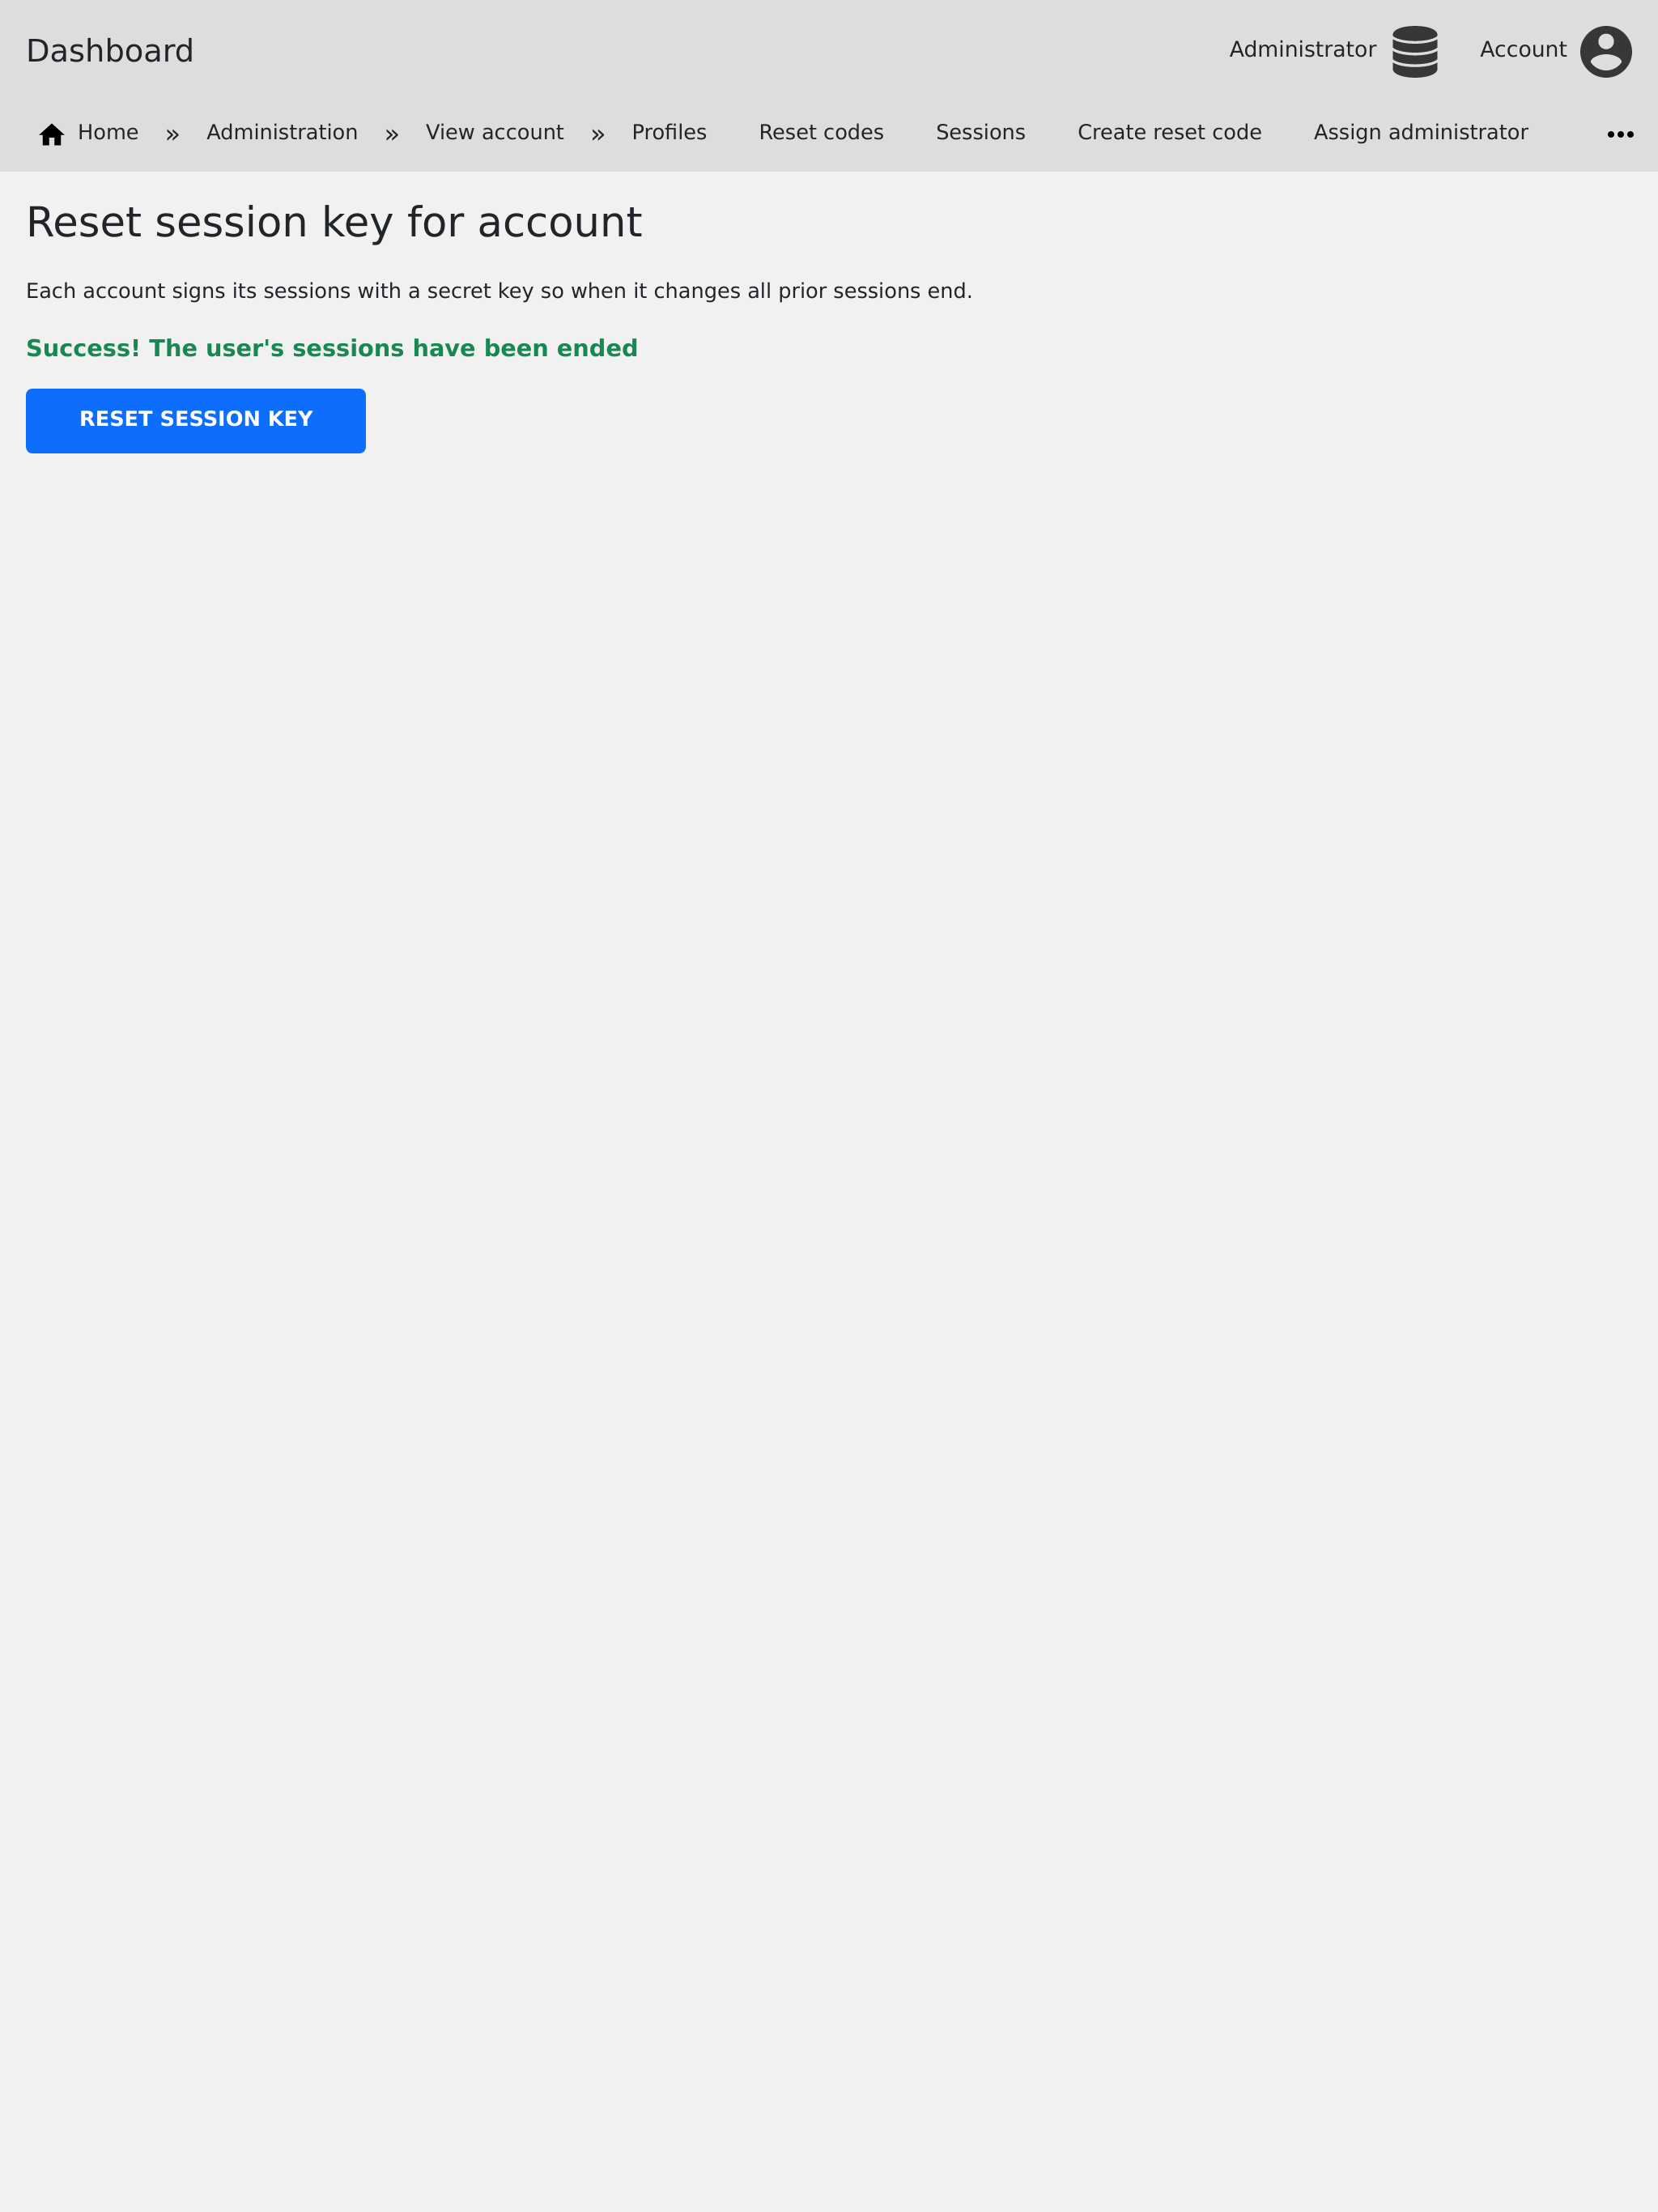 Dashboard
Administrator Account
Home » Administration » View account » Profiles Reset codes Sessions Create reset code Assign administrator
Reset session key for account
Each account signs its sessions with a secret key so when it changes all prior sessions end.
Success! The user's sessions have been ended
RESET SESSION KEY